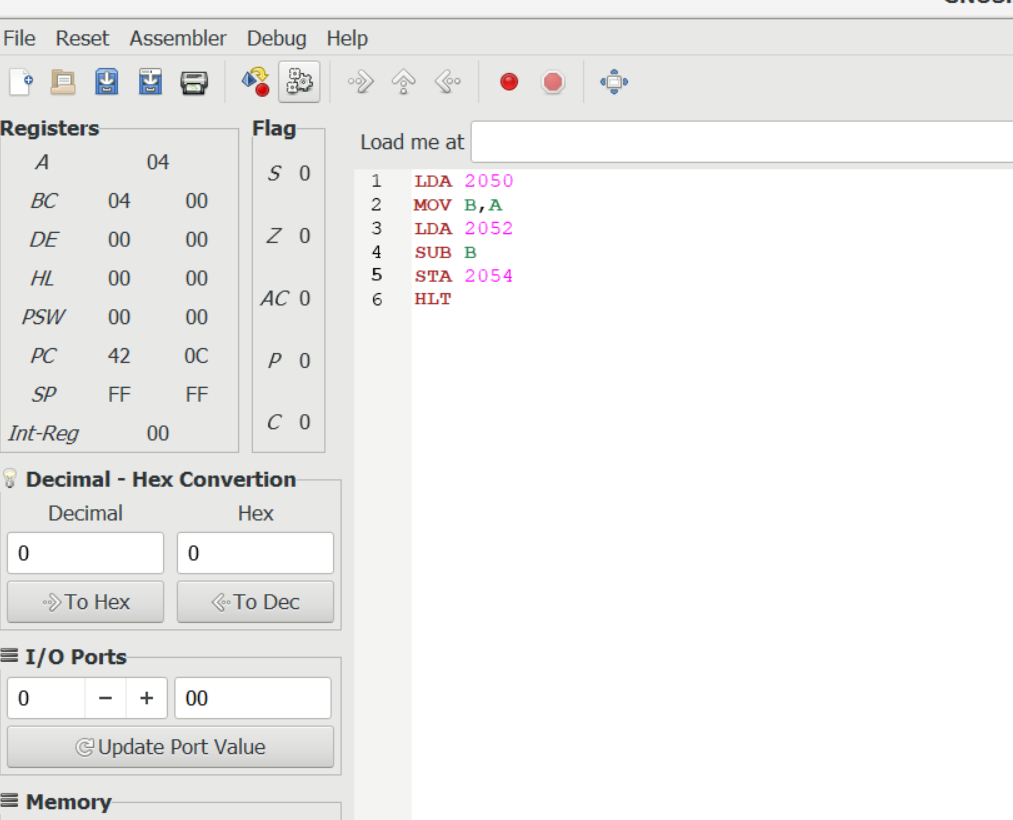 File Reset Assembler Debug Help
Registers
A 04
BC 04 00
DE 00 00
HL 00 00
PSW 00 00
PC 42 0C
SP FF FF
Int-Reg 00
Flag
S 0
Z 0
AC 0
P 0
C 0
Decimal - Hex Convertion
Decimal Hex
0 0
To Hex To Dec
I/O Ports
0 − + 00
Update Port Value
Memory
Load me at
1 LDA 2050
2 MOV B,A
3 LDA 2052
4 SUB B
5 STA 2054
6 HLT